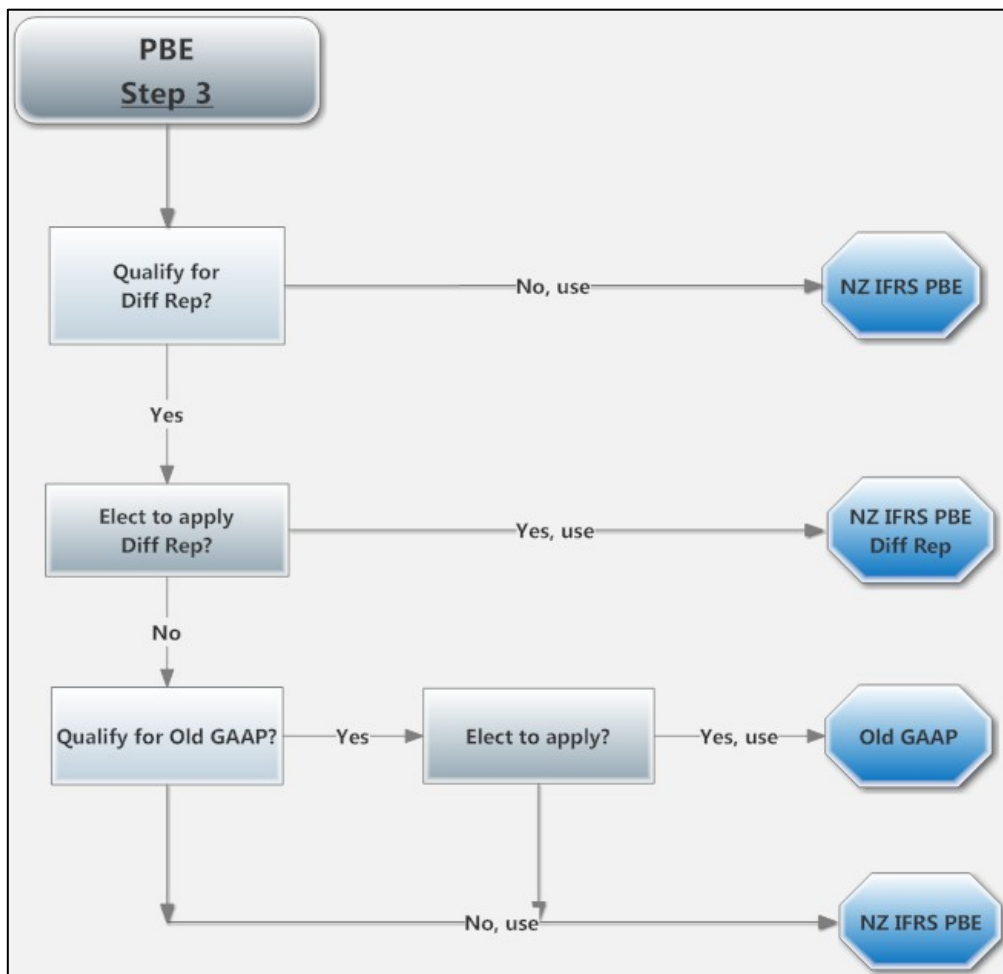 PBE
Step 3
Qualify for
Diff Rep?
No, use
NZ IFRS PBE
Yes
Elect to apply
Diff Rep?
Yes, use
NZ IFRS PBE
Diff Rep
No
Qualify for Old GAAP?
Yes
Elect to apply?
Yes, use
Old GAAP
No, use
NZ IFRS PBE